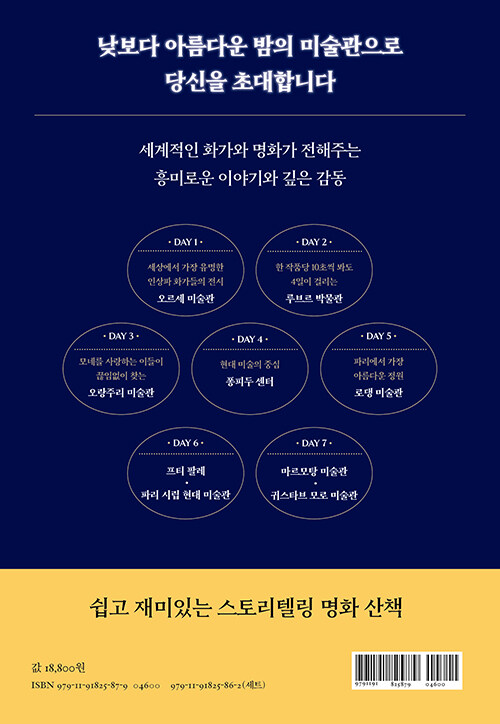 낮보다 아름다운 밤의 미술관으로
당신을 초대합니다
세계적인 화가와 명화가 전해주는
흥미로운 이야기와 깊은 감동
· DAY 1 ·
세상에서 가장 유명한
인상파 화가들의 전시
오르세 미술관
· DAY 2 ·
한 작품당 10초씩 봐도
4일이 걸리는
루브르 박물관
· DAY 3 ·
모네를 사랑하는 이들이
끊임없이 찾는
오랑주리 미술관
· DAY 4 ·
현대 미술의 중심
퐁피두 센터
· DAY 5 ·
파리에서 가장
아름다운 정원
로댕 미술관
· DAY 6 ·
프티 팔레
·
파리 시립 현대 미술관
· DAY 7 ·
마르모탕 미술관
·
귀스타브 모로 미술관
쉽고 재미있는 스토리텔링 명화 산책
값 18,800원
ISBN 979-11-91825-87-9 04600 979-11-91825-86-2 (세트)
9791191 825879 04600